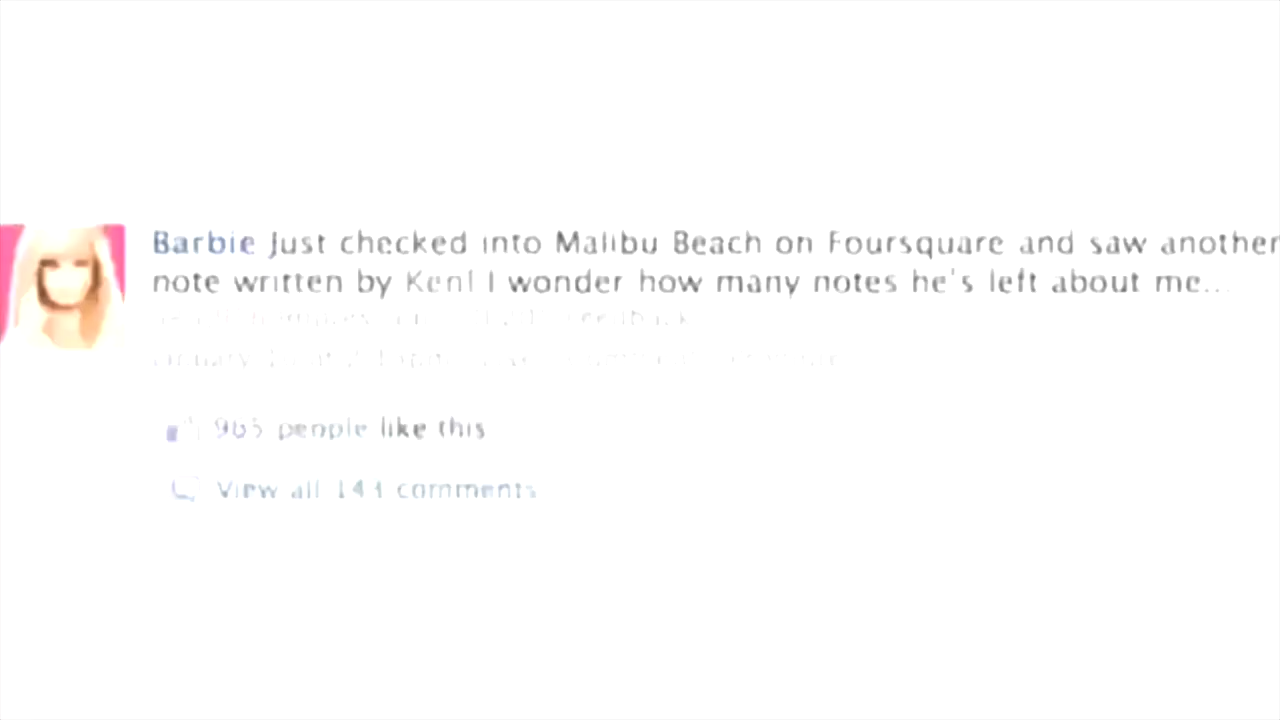 Barbie Just checked into Malibu Beach on Foursquare and saw another
note written by Ken! I wonder how many notes he's left about me...
965 people like this
View all 144 comments